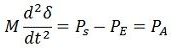 M d²δ/dt² = Pₛ − P_E = P_A